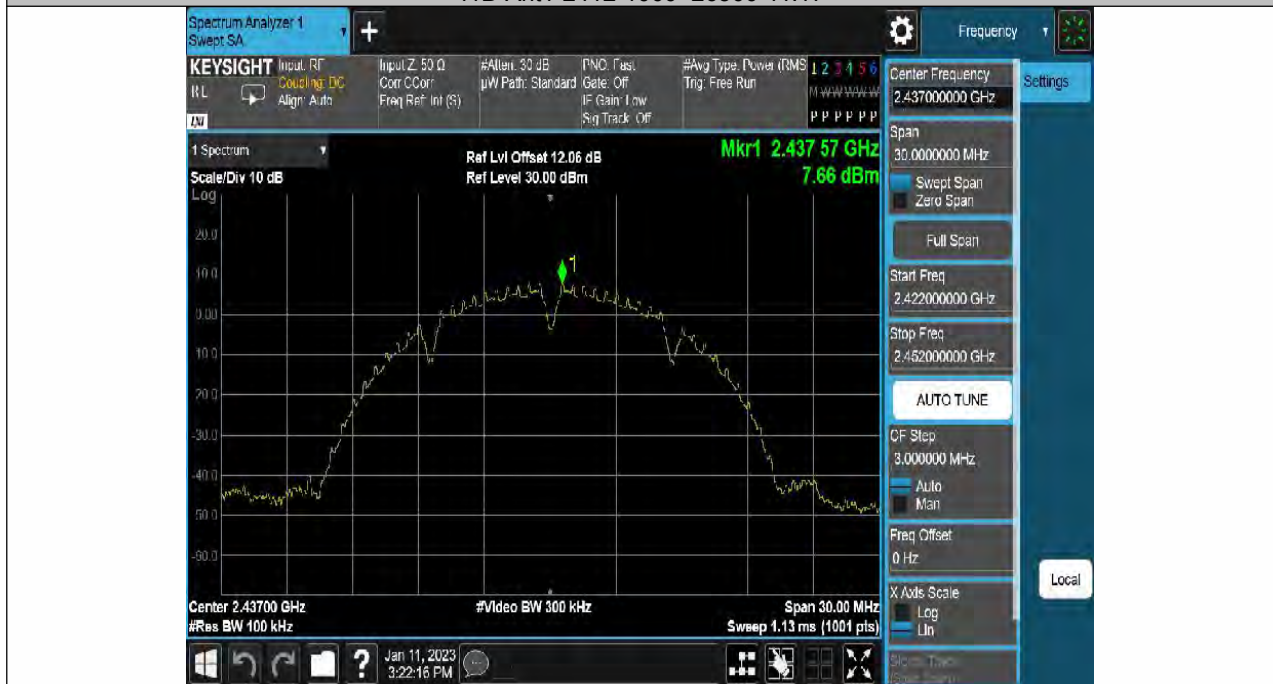 Spectrum Analyzer 1
Swept SA
+
Frequency
KEYSIGHT
Input: RF
Coupling: DC
Align: Auto
Input Z: 50 Ω
Corr CCorr
Freq Ref: Int (S)
#Atten: 30 dB
µW Path: Standard
PNO: Fast
Gate: Off
IF Gain: Low
Sig Track: Off
#Avg Type: Power (RMS
Trig: Free Run
1 2 3 4 5 6
M W W W W W
P P P P P P
RL
LXI
1 Spectrum
Scale/Div 10 dB
Log
Ref Lvl Offset 12.06 dB
Ref Level 30.00 dBm
Mkr1 2.437 57 GHz
7.66 dBm
20.0
10.0
0.00
10.0
20.0
-30.0
-40.0
50.0
1
Center 2.43700 GHz
#Res BW 100 kHz
#Video BW 300 kHz
Span 30.00 MHz
Sweep 1.13 ms (1001 pts)
Center Frequency
2.437000000 GHz
Settings
Span
30.0000000 MHz
Swept Span
Zero Span
Full Span
Start Freq
2.422000000 GHz
Stop Freq
2.452000000 GHz
AUTO TUNE
CF Step
3.000000 MHz
Auto
Man
Freq Offset
0 Hz
X Axis Scale
Log
Lin
Local
?
Jan 11, 2023
3:22:16 PM